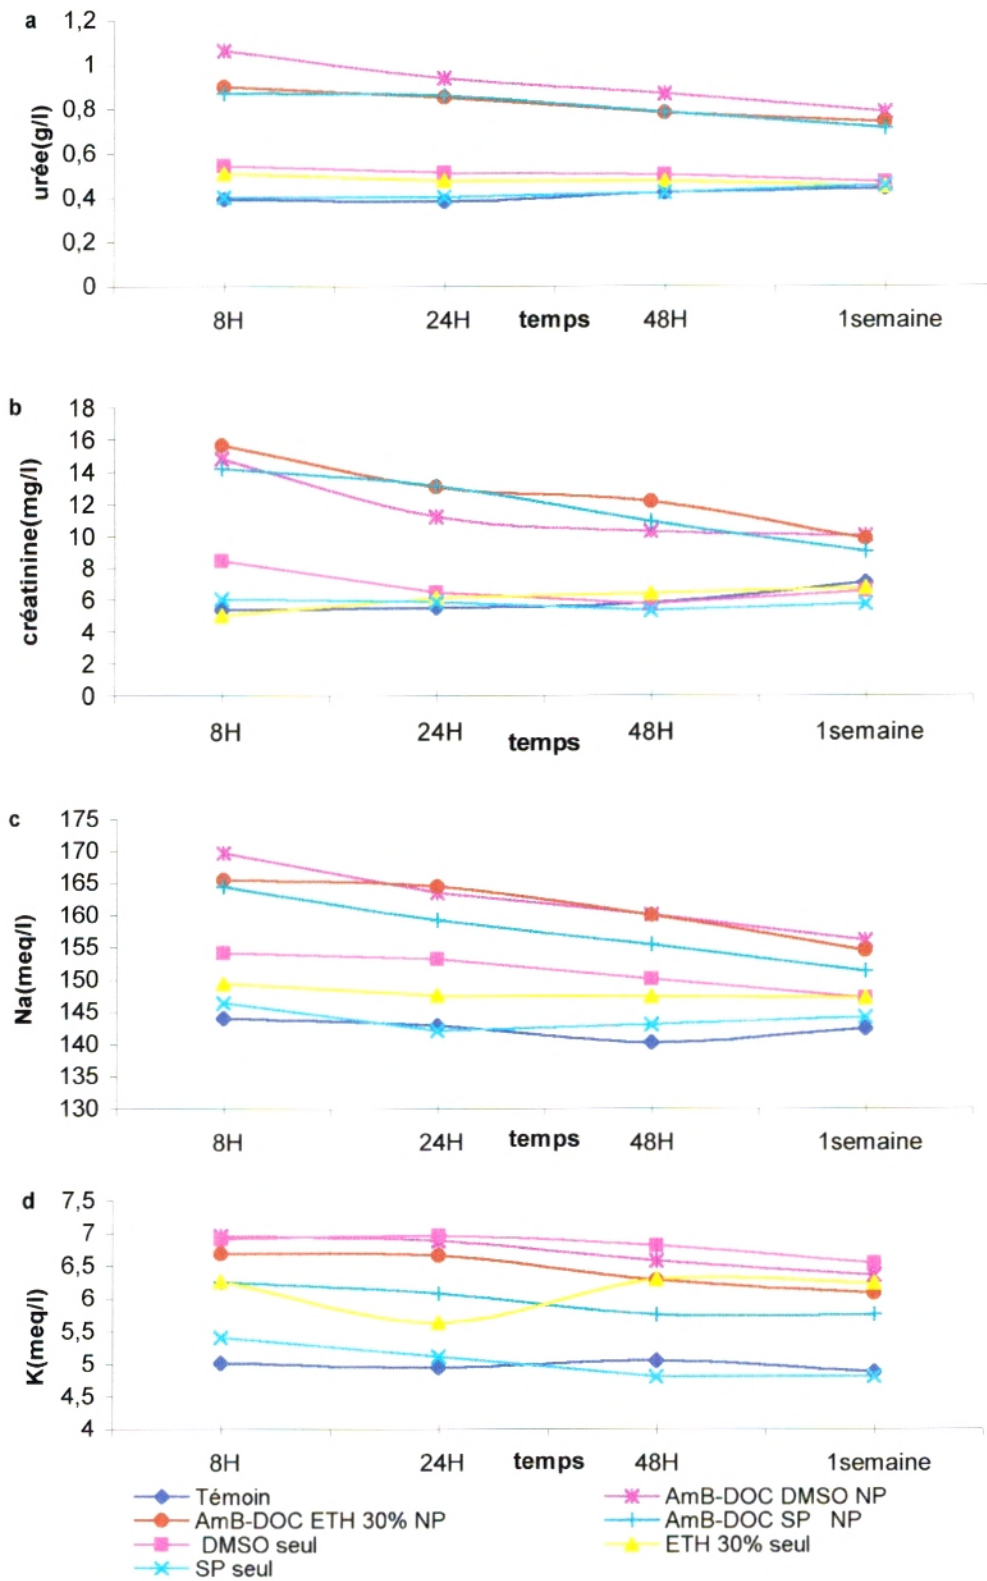 a
1,2
1
0,8
0,6
0,4
0,2
0
urée(g/l)
8H 24H temps 48H 1semaine
b
18
16
14
12
10
8
6
4
2
0
créatinine(mg/l)
8H 24H temps 48H 1semaine
c
175
170
165
160
155
150
145
140
135
130
Na(meq/l)
8H 24H temps 48H 1semaine
d
7,5
7
6,5
6
5,5
5
4,5
4
K(meq/l)
8H 24H temps 48H 1semaine
Témoin AmB-DOC DMSO NP
AmB-DOC ETH 30% NP AmB-DOC SP NP
DMSO seul ETH 30% seul
SP seul